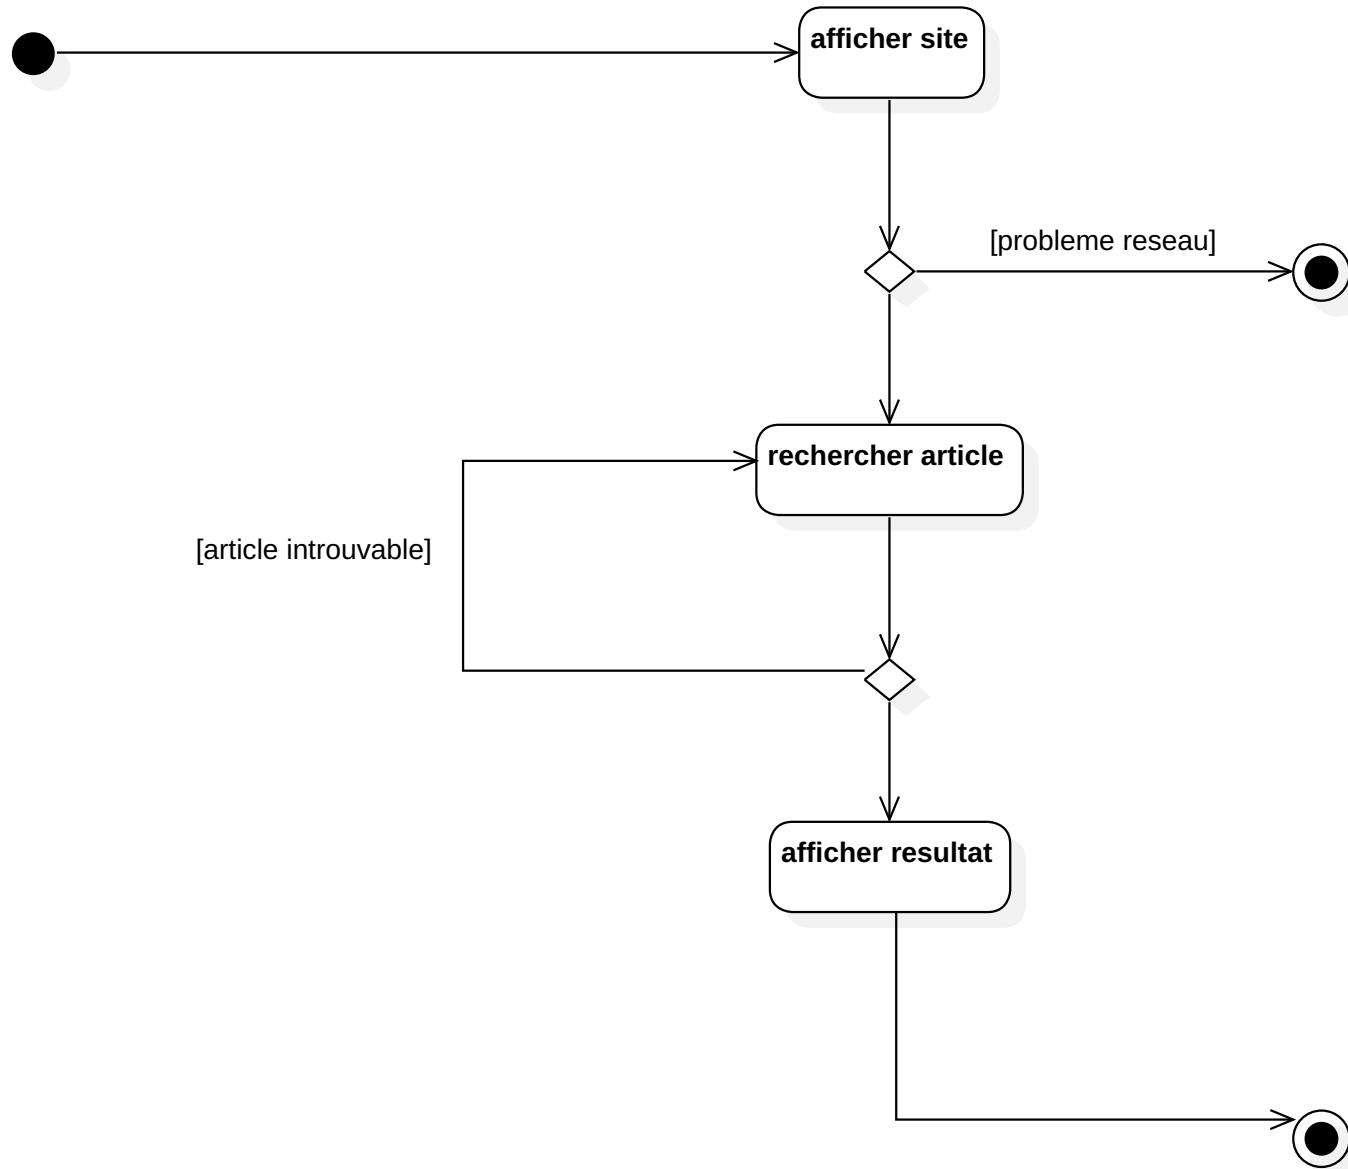 afficher site
[probleme reseau]
rechercher article
[article introuvable]
afficher resultat